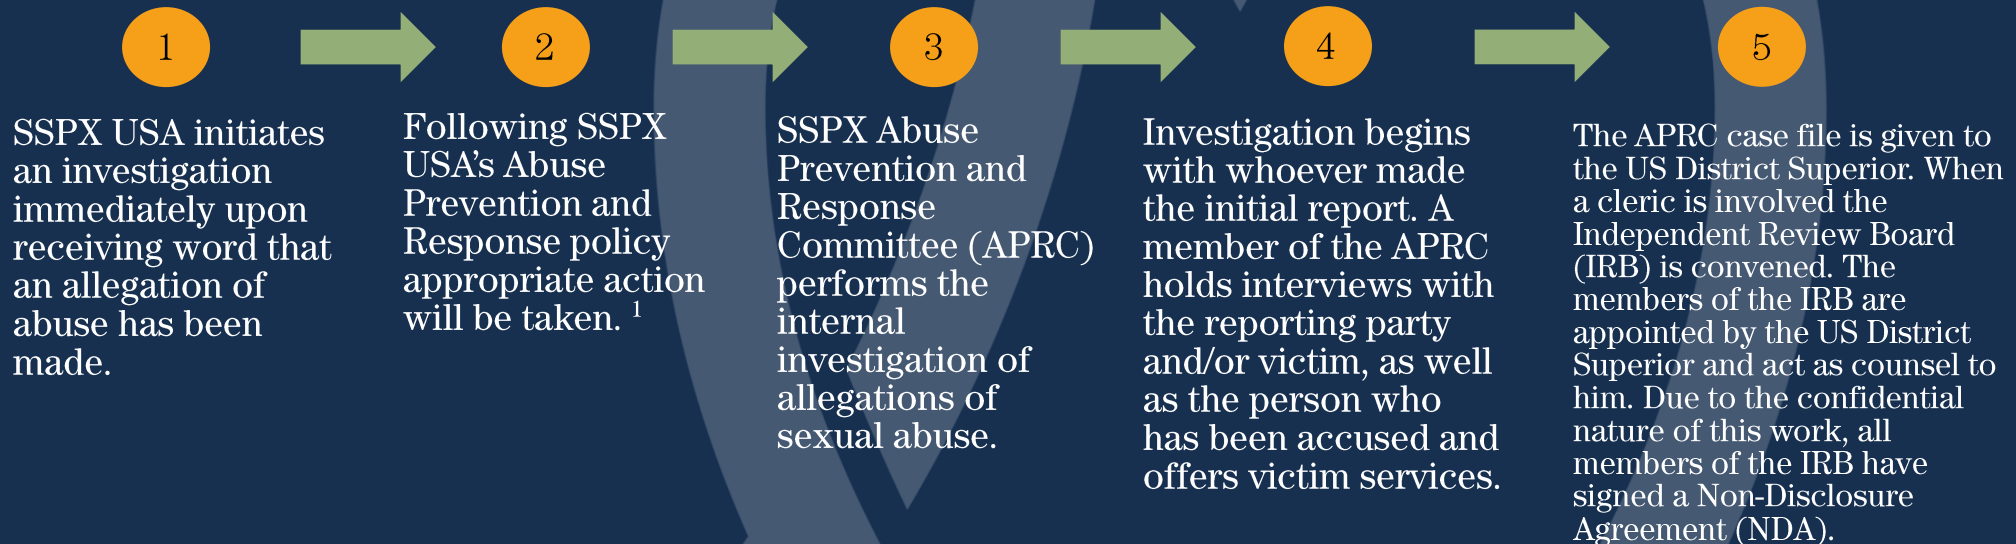 1
SSPX USA initiates
an investigation
immediately upon
receiving word that
an allegation of
abuse has been
made.
2
Following SSPX
USA’s Abuse
Prevention and
Response policy
appropriate action
will be taken. 1
3
SSPX Abuse
Prevention and
Response
Committee (APRC)
performs the
internal
investigation of
allegations of
sexual abuse.
4
Investigation begins
with whoever made
the initial report. A
member of the APRC
holds interviews with
the reporting party
and/or victim, as well
as the person who
has been accused and
offers victim services.
5
The APRC case file is given to
the US District Superior. When
a cleric is involved the
Independent Review Board
(IRB) is convened. The
members of the IRB are
appointed by the US District
Superior and act as counsel to
him. Due to the confidential
nature of this work, all
members of the IRB have
signed a Non-Disclosure
Agreement (NDA).